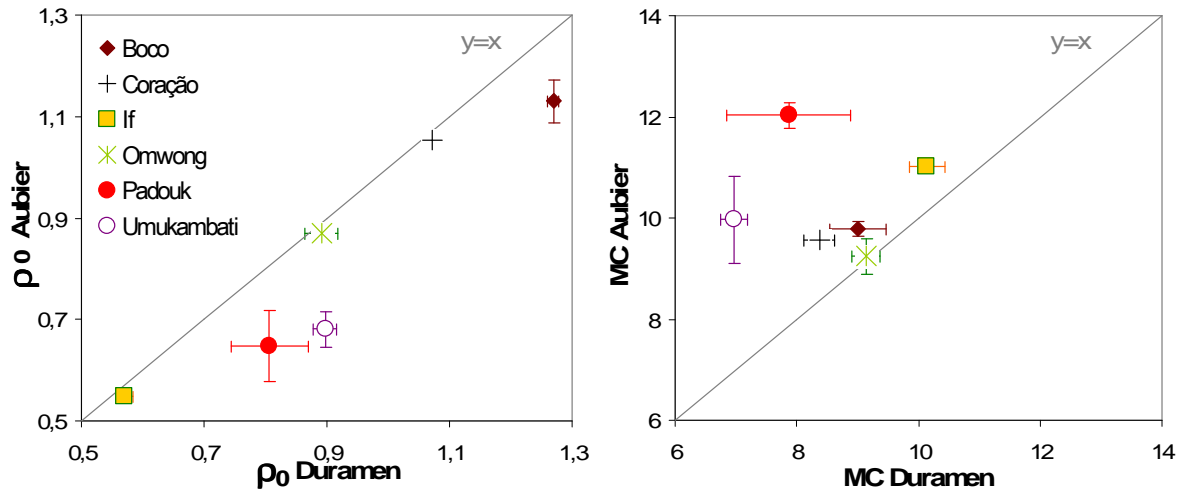 1,3
1,1
0,9
0,7
0,5
ρ0 Aubier
y=x
Boco
Coração
If
Omwong
Padouk
Umukambati
0,5 0,7 0,9 1,1 1,3
ρ0 Duramen
14
12
10
8
6
MC Aubier
y=x
6 8 10 12 14
MC Duramen